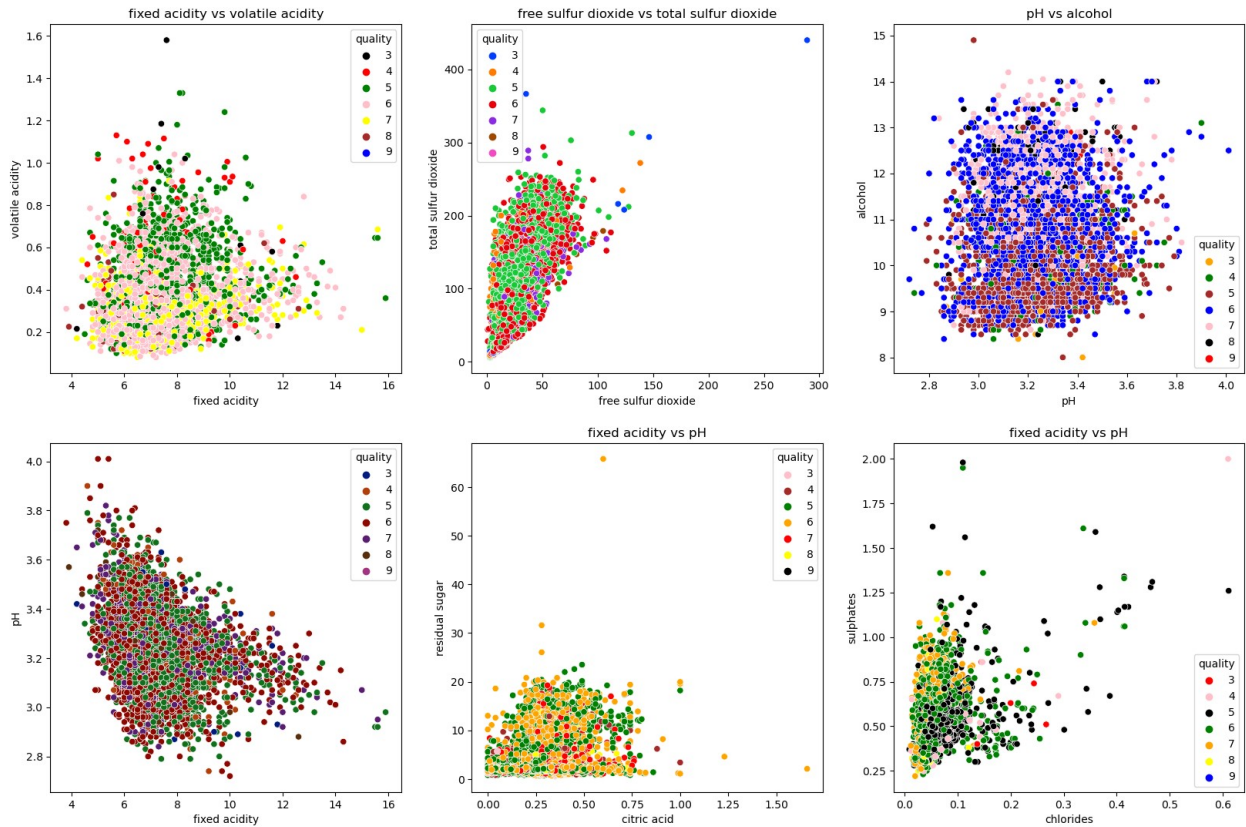 fixed acidity vs volatile acidity
volatile acidity
1.6
1.4
1.2
1.0
0.8
0.6
0.4
0.2
quality
3
4
5
6
7
8
9
4 6 8 10 12 14 16
fixed acidity
free sulfur dioxide vs total sulfur dioxide
total sulfur dioxide
400
300
200
100
0
quality
3
4
5
6
7
8
9
0 50 100 150 200 250 300
free sulfur dioxide
pH vs alcohol
alcohol
15
14
13
12
11
10
9
8
quality
3
4
5
6
7
8
9
2.8 3.0 3.2 3.4 3.6 3.8 4.0
pH
pH
4.0
3.8
3.6
3.4
3.2
3.0
2.8
quality
3
4
5
6
7
8
9
4 6 8 10 12 14 16
fixed acidity
fixed acidity vs pH
residual sugar
60
50
40
30
20
10
0
quality
3
4
5
6
7
8
9
0.00 0.25 0.50 0.75 1.00 1.25 1.50
citric acid
fixed acidity vs pH
sulphates
2.00
1.75
1.50
1.25
1.00
0.75
0.50
0.25
quality
3
4
5
6
7
8
9
0.0 0.1 0.2 0.3 0.4 0.5 0.6
chlorides